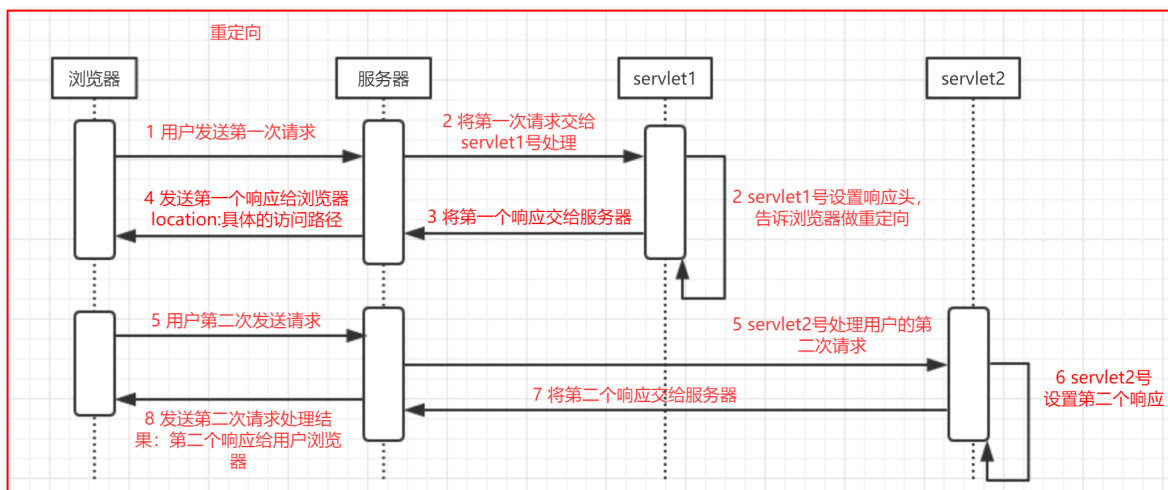 重定向
浏览器
服务器
servlet1
servlet2
1 用户发送第一次请求
2 将第一次请求交给
servlet1号处理
2 servlet1号设置响应头，
告诉浏览器做重定向
3 将第一个响应交给服务器
4 发送第一个响应给浏览器
location:具体的访问路径
5 用户第二次发送请求
5 servlet2号处理用户的第
二次请求
6 servlet2号
设置第二个响应
7 将第二个响应交给服务器
8 发送第二次请求处理结
果：第二个响应给用户浏览
器